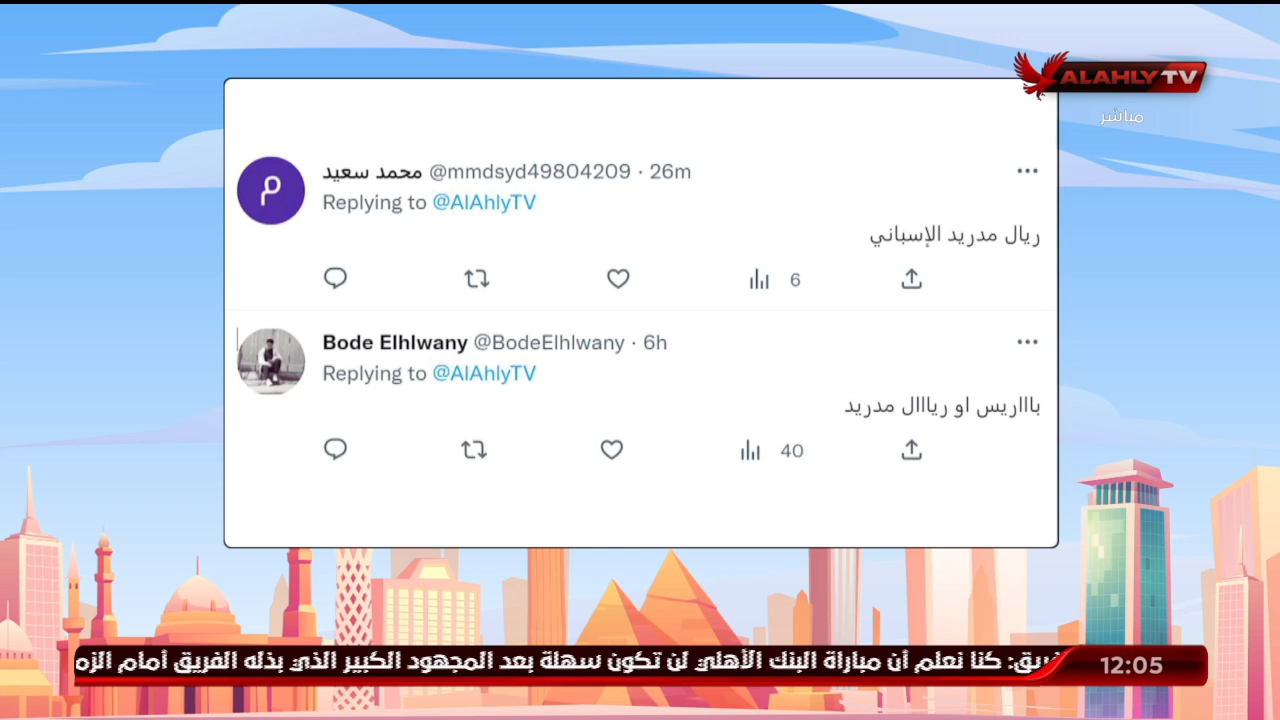 ALAHLY TV
مباشر
محمد سعيد @mmdsyd49804209 · 26m
Replying to @AlAhlyTV
ريال مدريد الإسباني
6
Bode Elhlwany @BodeElhlwany · 6h
Replying to @AlAhlyTV
باااريس او ريااال مدريد
40
كنا نعلم أن مباراة البنك الأهلي لن تكون سهلة بعد المجهود الكبير الذي بذله الفريق أمام
12:05